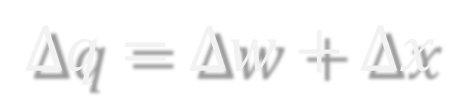 Δq = Δw + Δx